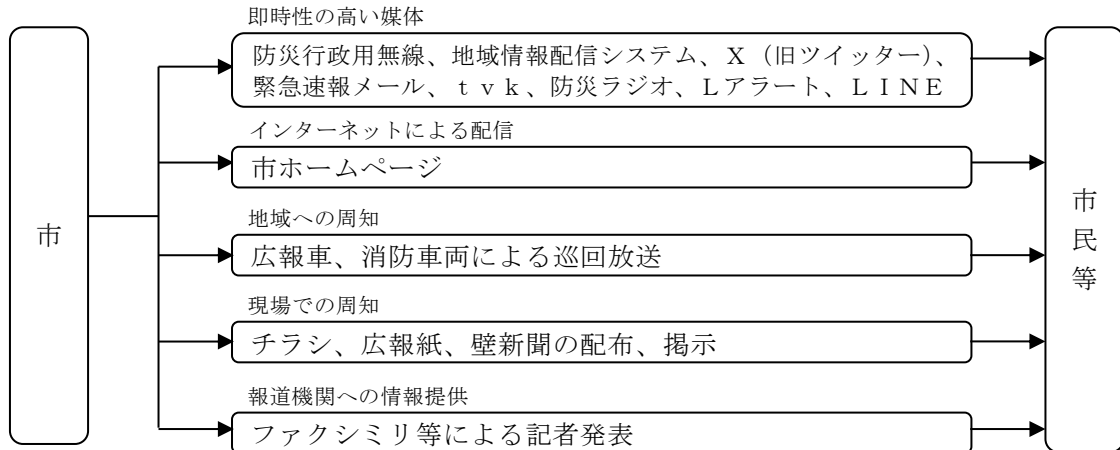 即時性の高い媒体
防災行政用無線、地域情報配信システム、X（旧ツイッター）、
緊急速報メール、ｔｖｋ、防災ラジオ、Lアラート、ＬＩＮＥ
インターネットによる配信
市ホームページ
地域への周知
広報車、消防車両による巡回放送
現場での周知
チラシ、広報紙、壁新聞の配布、掲示
報道機関への情報提供
ファクシミリ等による記者発表
市
市民等